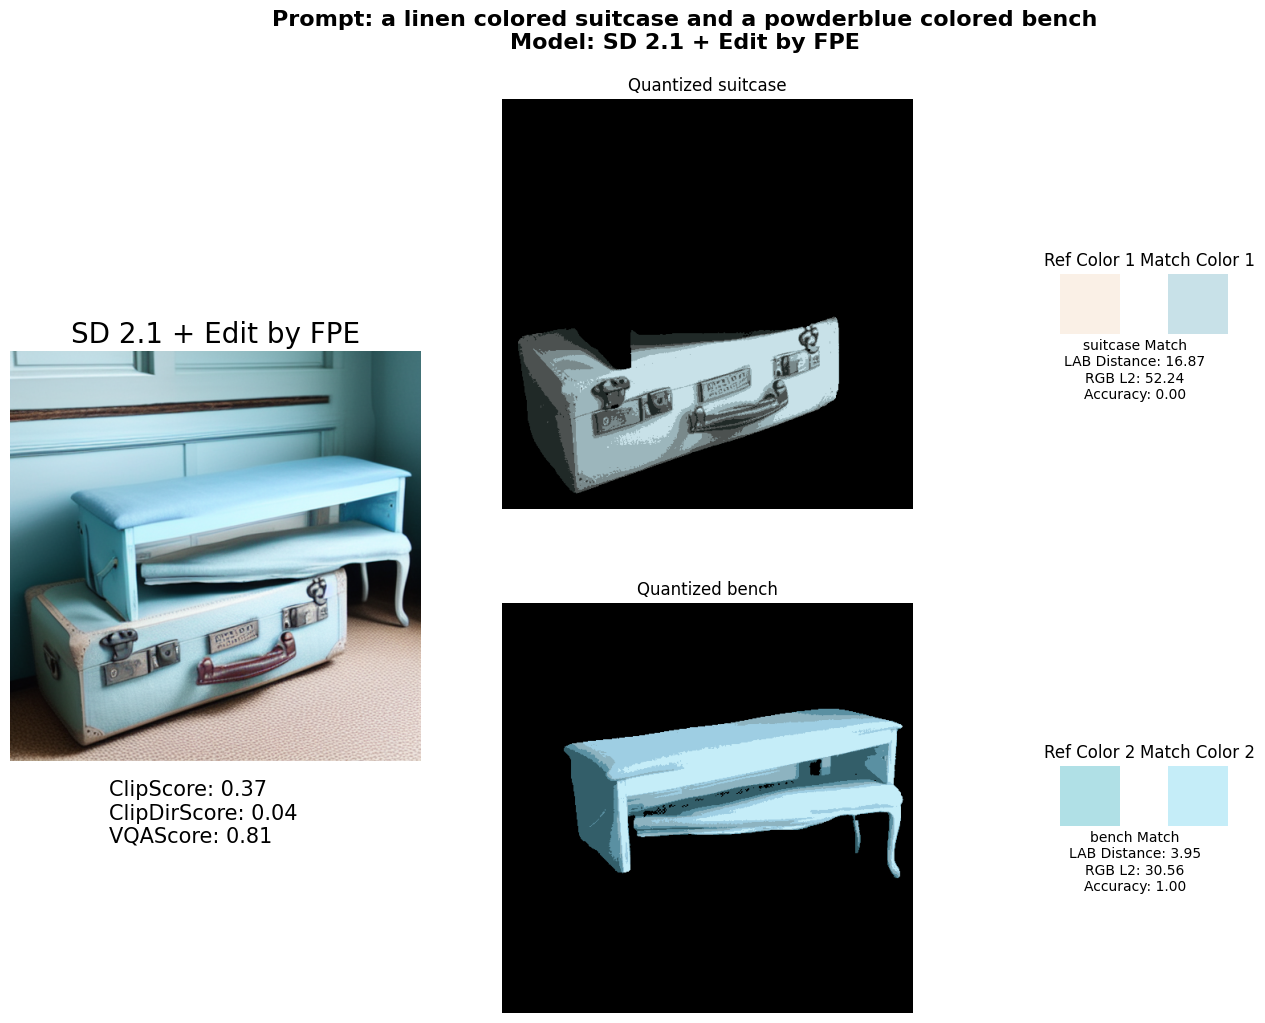 Prompt: a linen colored suitcase and a powderblue colored bench
Model: SD 2.1 + Edit by FPE
Quantized suitcase
Ref Color 1 Match Color 1
suitcase Match
LAB Distance: 16.87
RGB L2: 52.24
Accuracy: 0.00
SD 2.1 + Edit by FPE
ClipScore: 0.37
ClipDirScore: 0.04
VQAScore: 0.81
Quantized bench
Ref Color 2 Match Color 2
bench Match
LAB Distance: 3.95
RGB L2: 30.56
Accuracy: 1.00